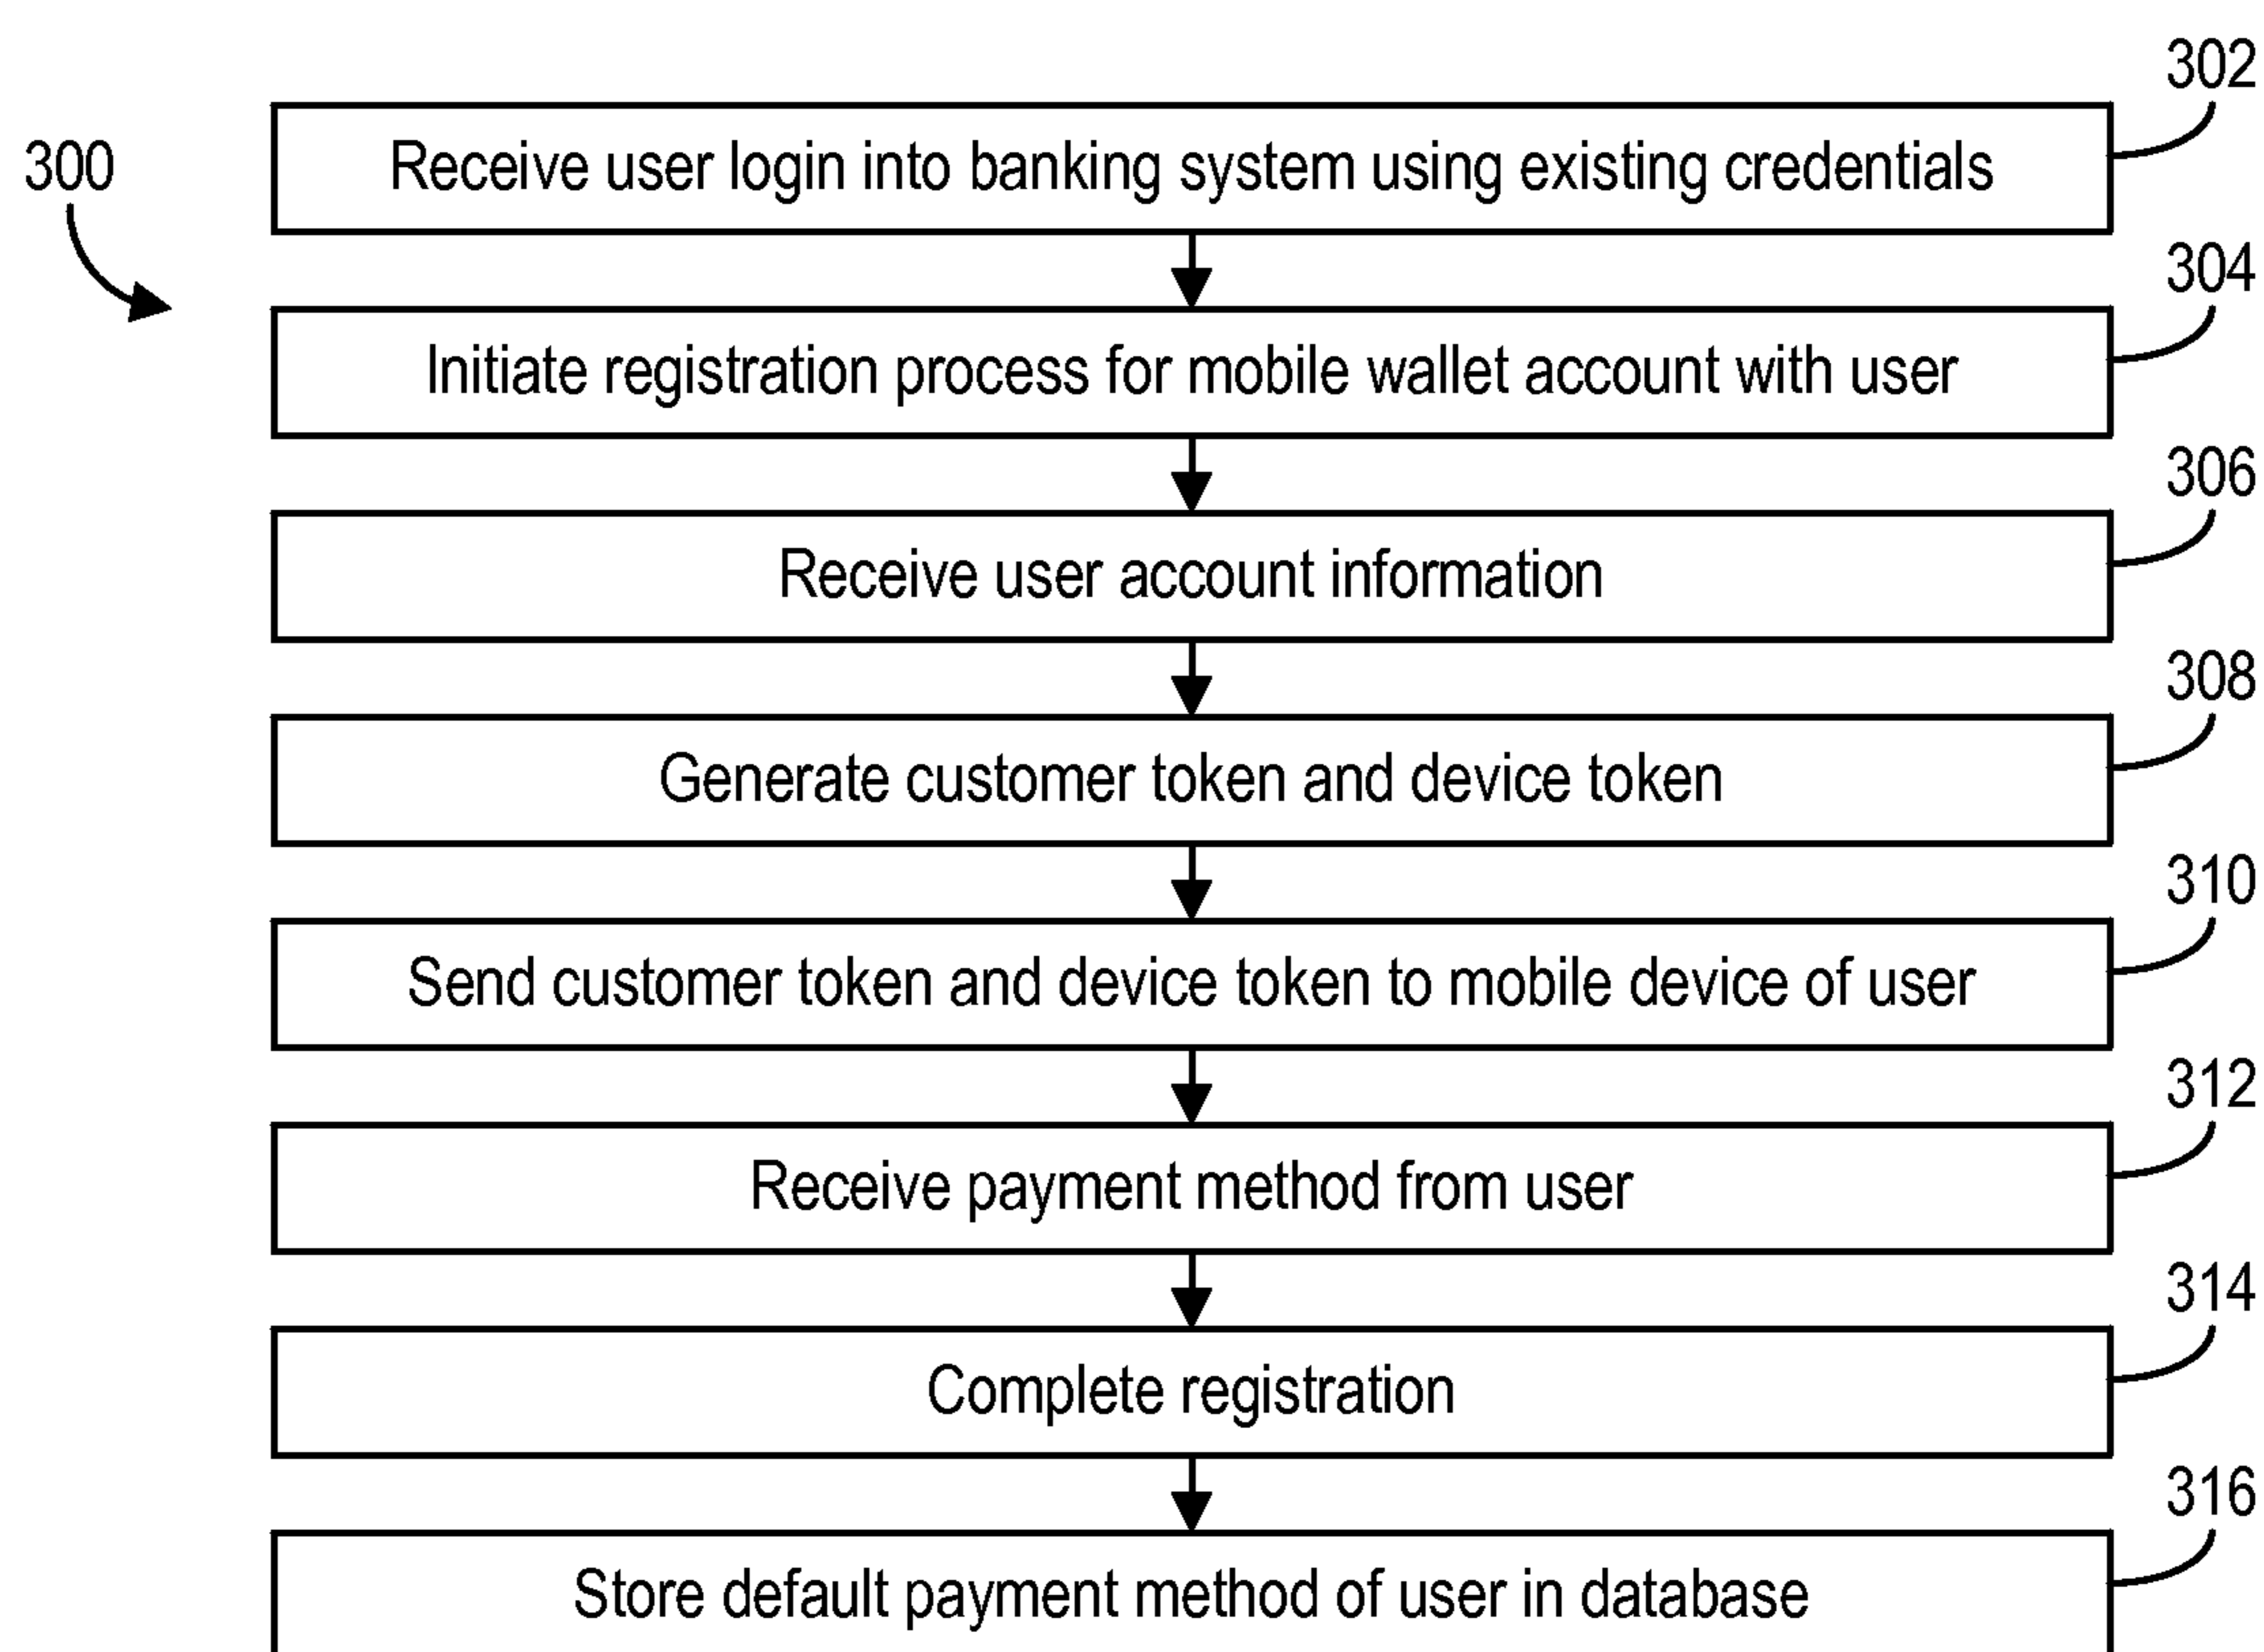 302
300
Receive user login into banking system using existing credentials
304
Initiate registration process for mobile wallet account with user
306
Receive user account information
308
Generate customer token and device token
310
Send customer token and device token to mobile device of user
312
Receive payment method from user
314
Complete registration
316
Store default payment method of user in database